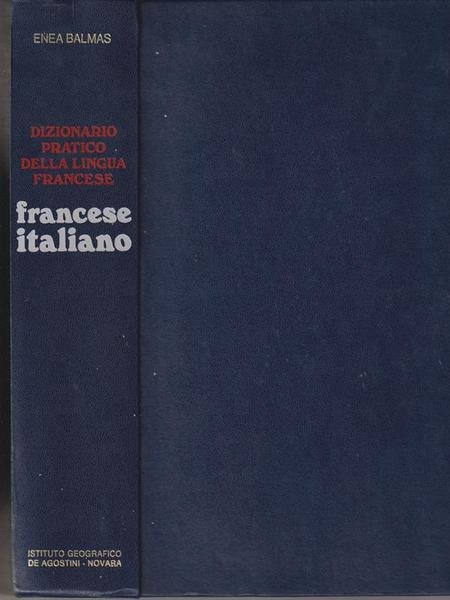 ENEA BALMAS
DIZIONARIO
PRATICO
DELLA LINGUA
FRANCESE
francese
italiano
ISTITUTO GEOGRAFICO
DE AGOSTINI - NOVARA